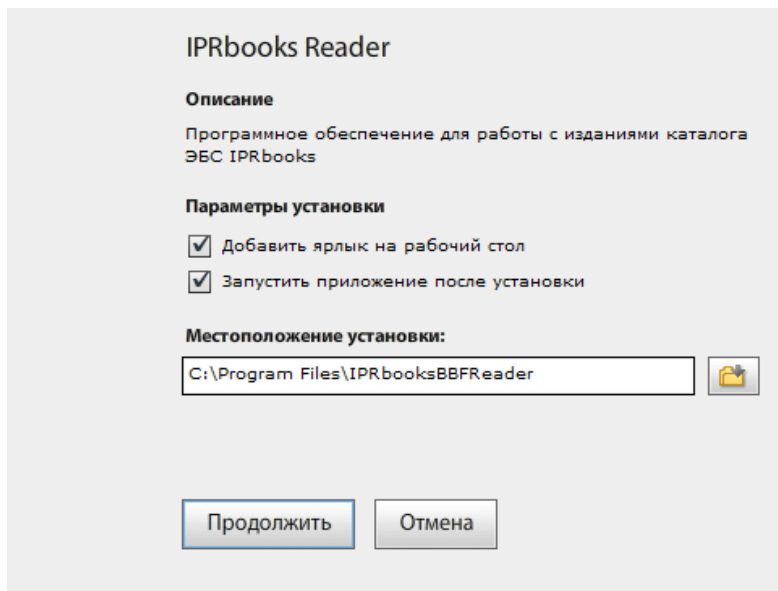 IPRbooks Reader
Описание
Программное обеспечение для работы с изданиями каталога
ЭБС IPRbooks
Параметры установки
Добавить ярлык на рабочий стол
Запустить приложение после установки
Местоположение установки:
C:\Program Files\IPRbooksBBFReader
Продолжить Отмена